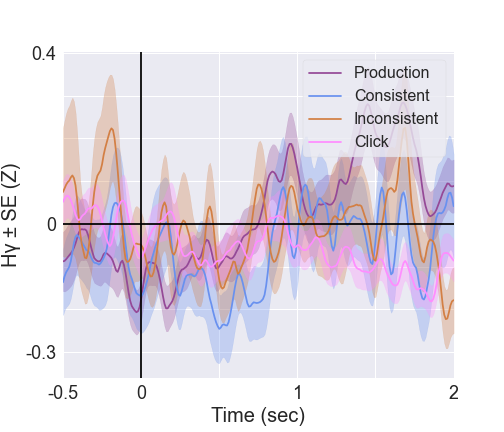 0.4
Production
Consistent
Inconsistent
Click
Hγ ± SE (Z)
0
-0.3
-0.5 0 1 2
Time (sec)